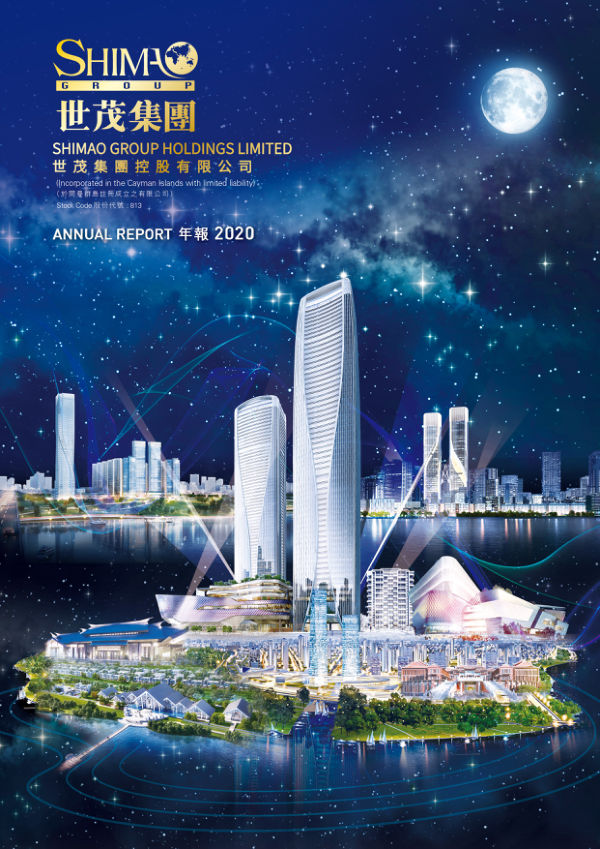 SHIMAO
GROUP
世茂集團
SHIMAO GROUP HOLDINGS LIMITED
世茂集團控股有限公司
(Incorporated in the Cayman Islands with limited liability)
(於開曼群島註冊成立之有限公司)
Stock Code 股份代號 : 813
ANNUAL REPORT 年報 2020